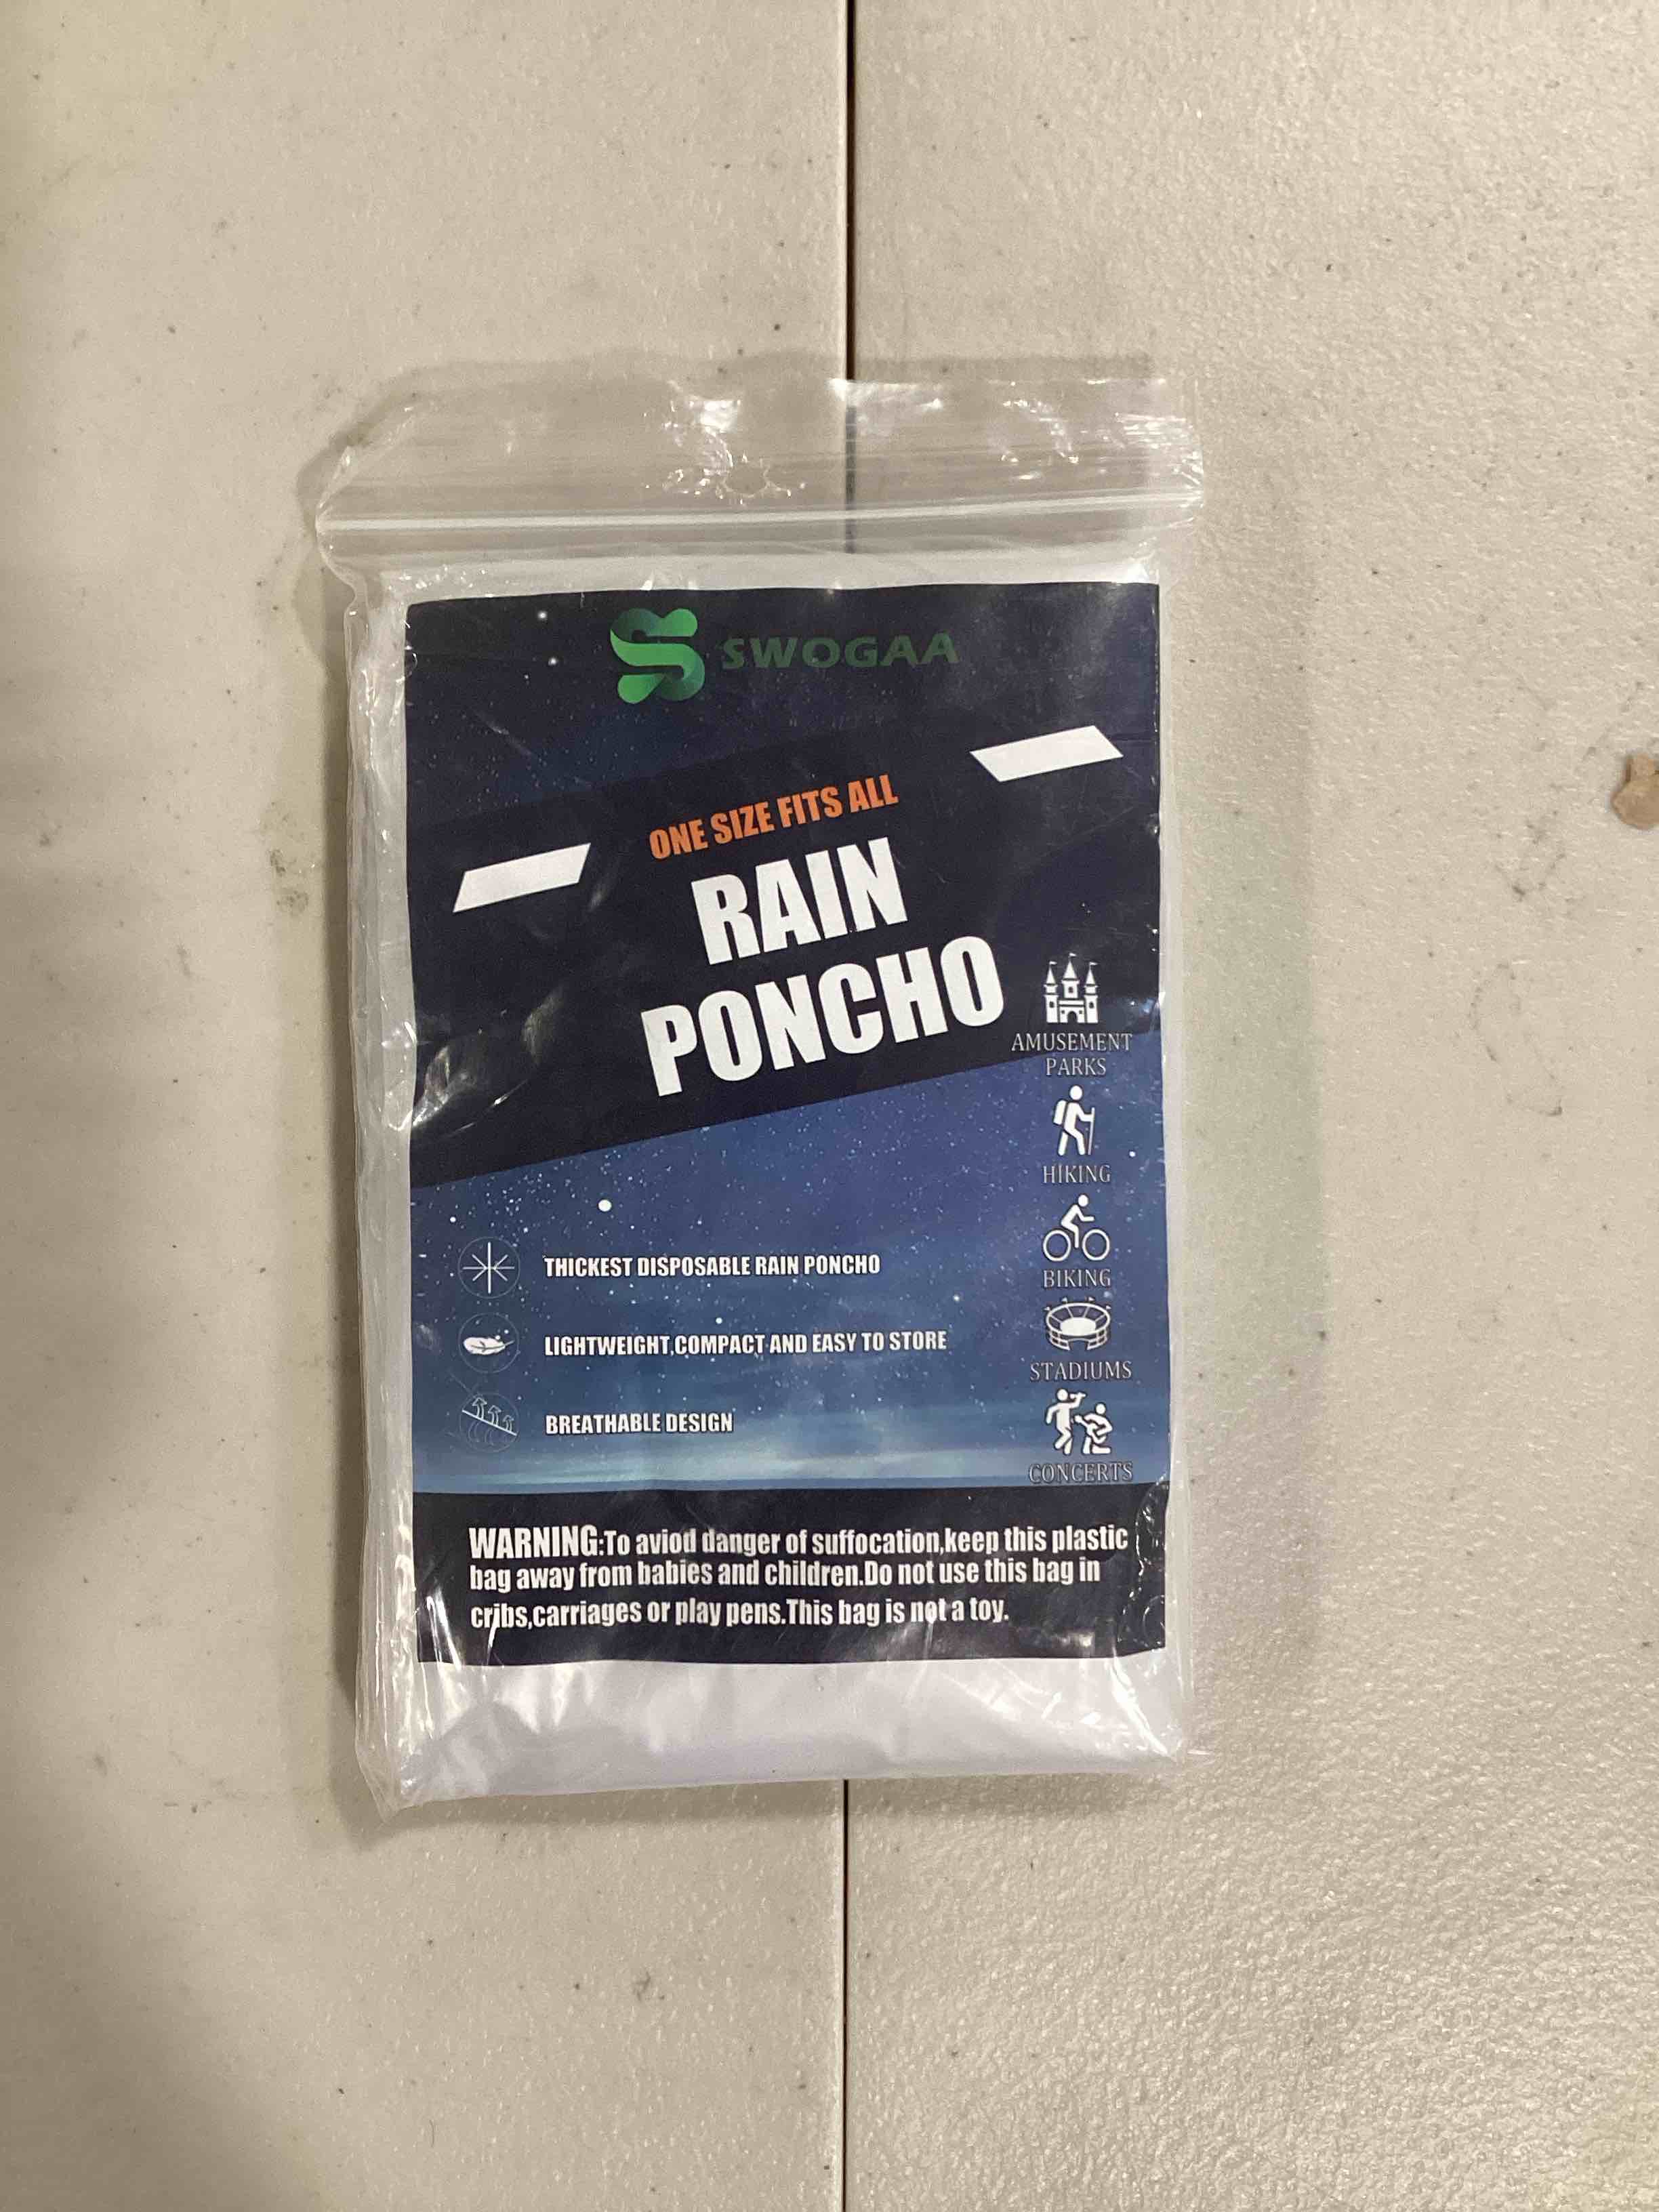 SWOGAA
ONE SIZE FITS ALL
RAIN
PONCHO
AMUSEMENT
PARKS
HIKING
BIKING
STADIUMS
CONCERTS
THICKEST DISPOSABLE RAIN PONCHO
LIGHTWEIGHT,COMPACT AND EASY TO STORE
BREATHABLE DESIGN
WARNING:To aviod danger of suffocation,keep this plastic
bag away from babies and children.Do not use this bag in
cribs,carriages or play pens.This bag is not a toy.